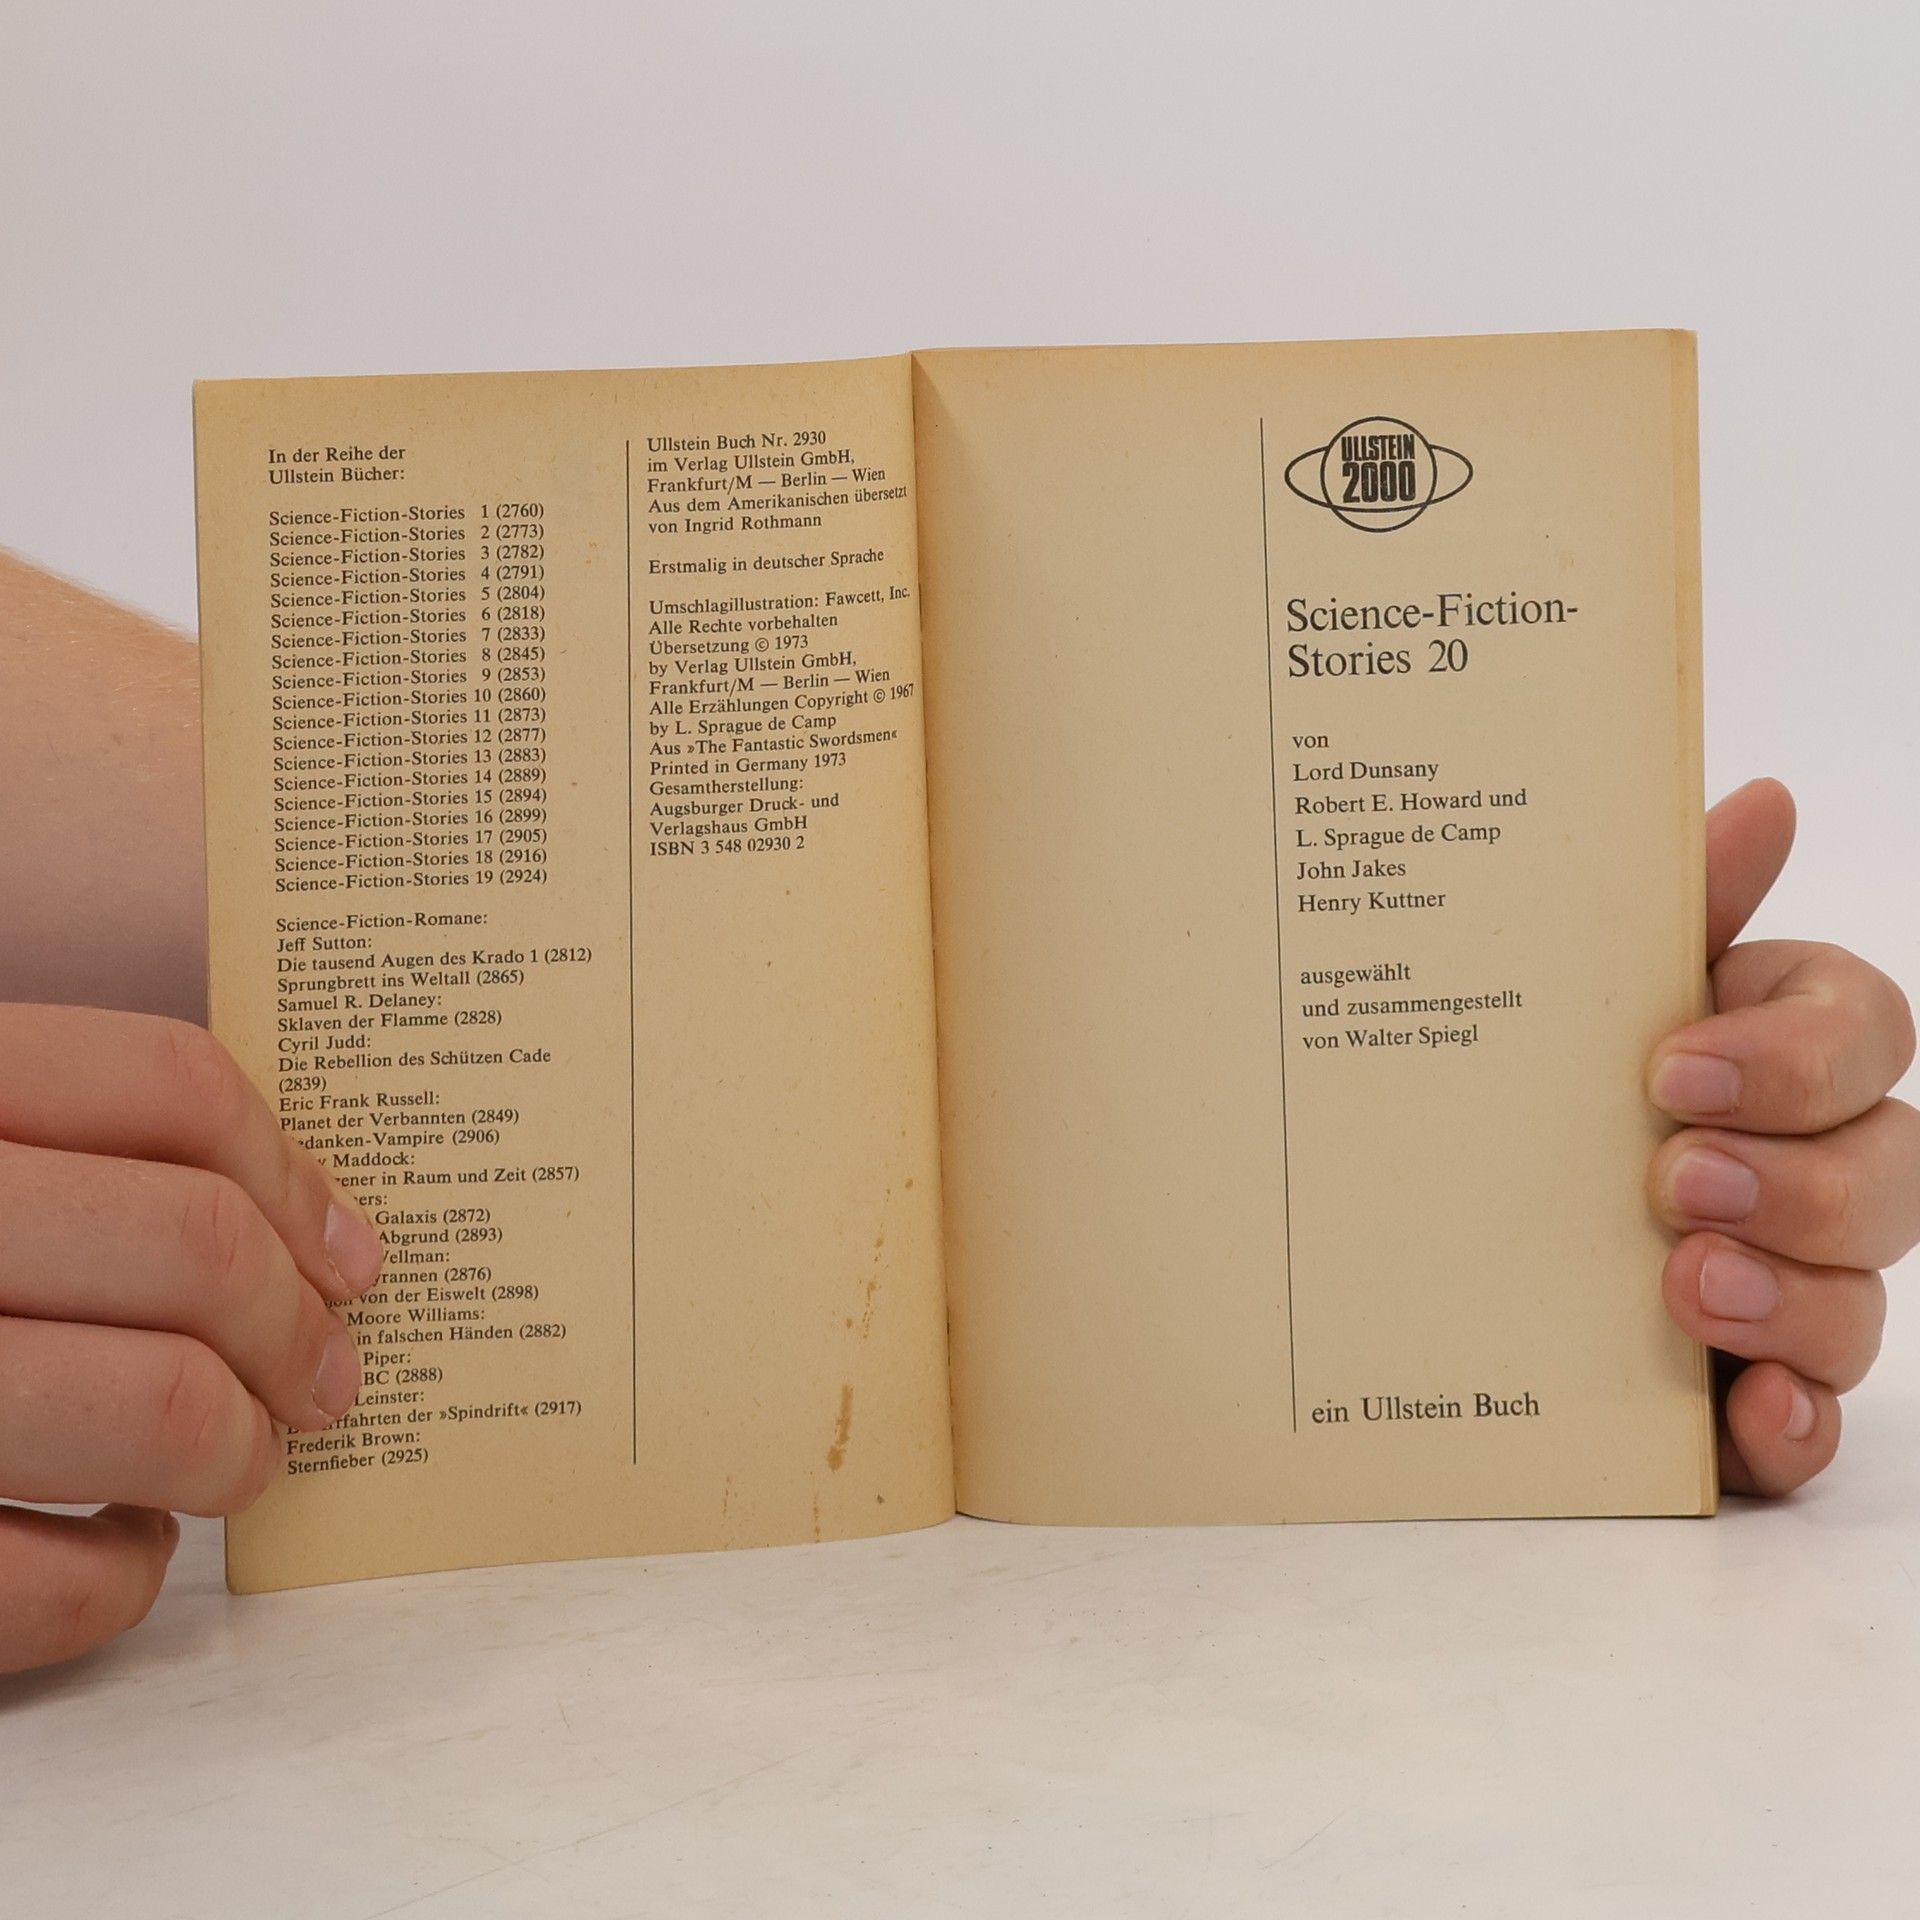 In der Reihe der
Ullstein Bücher:
Science-Fiction-Stories 1 (2760)
Science-Fiction-Stories 2 (2773)
Science-Fiction-Stories 3 (2782)
Science-Fiction-Stories 4 (2791)
Science-Fiction-Stories 5 (2804)
Science-Fiction-Stories 6 (2818)
Science-Fiction-Stories 7 (2833)
Science-Fiction-Stories 8 (2845)
Science-Fiction-Stories 9 (2853)
Science-Fiction-Stories 10 (2860)
Science-Fiction-Stories 11 (2873)
Science-Fiction-Stories 12 (2877)
Science-Fiction-Stories 13 (2883)
Science-Fiction-Stories 14 (2889)
Science-Fiction-Stories 15 (2894)
Science-Fiction-Stories 16 (2899)
Science-Fiction-Stories 17 (2905)
Science-Fiction-Stories 18 (2916)
Science-Fiction-Stories 19 (2924)
Science-Fiction-Romane:
Jeff Sutton:
Die tausend Augen des Krado 1 (2812)
Sprungbrett ins Weltall (2865)
Samuel R. Delaney:
Sklaven der Flamme (2828)
Cyril Judd:
Die Rebellion des Schützen Cade
(2839)
Eric Frank Russell:
Planet der Verbannten (2849)
(2906)
Maddock:
in Raum und Zeit (2857)
Galaxis (2872)
Abgrund (2893)
(2876)
von der Eiswelt (2898)
Moore Williams:
in falschen Händen (2882)
Piper:
(2888)
Leinster:
der »Spindrift« (2917)
Frederik Brown:
Sternfieber (2925)
Ullstein Buch Nr. 2930
im Verlag Ullstein GmbH,
Frankfurt/M — Berlin — Wien
Aus dem Amerikanischen übersetzt
von Ingrid Rothmann
Erstmalig in deutscher Sprache
Umschlagillustration: Fawcett, Inc.
Alle Rechte vorbehalten
Übersetzung © 1973
by Verlag Ullstein GmbH,
Frankfurt/M — Berlin — Wien
Alle Erzählungen Copyright © 1967
by L. Sprague de Camp
Aus »The Fantastic Swordsmen«
Printed in Germany 1973
Gesamtherstellung:
Augsburger Druck- und
Verlagshaus GmbH
ISBN 3 548 02930 2
ULLSTEIN
2000
Science-Fiction-
Stories 20
von
Lord Dunsany
Robert E. Howard und
L. Sprague de Camp
John Jakes
Henry Kuttner
ausgewählt
und zusammengestellt
von Walter Spiegl
ein Ullstein Buch